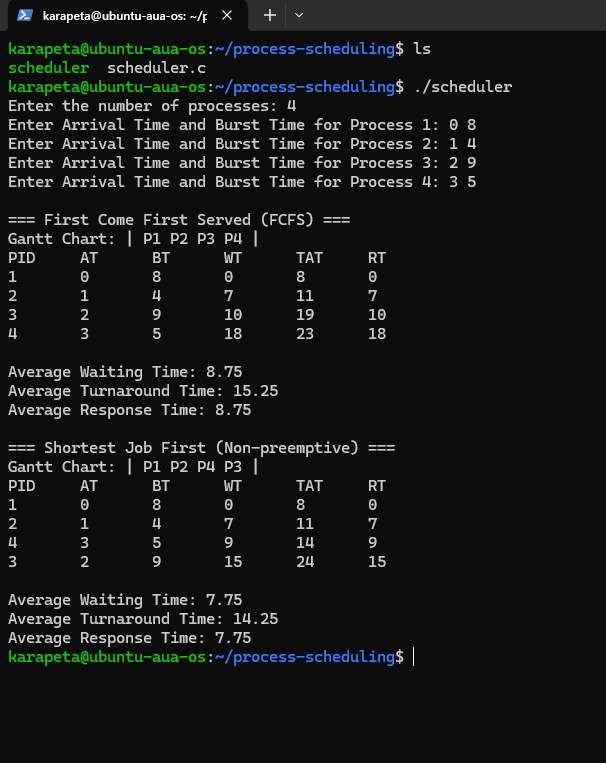 karapeta@ubuntu-aua-os: ~/p
karapeta@ubuntu-aua-os:~/process-scheduling$ ls
scheduler  scheduler.c
karapeta@ubuntu-aua-os:~/process-scheduling$ ./scheduler
Enter the number of processes: 4
Enter Arrival Time and Burst Time for Process 1: 0 8
Enter Arrival Time and Burst Time for Process 2: 1 4
Enter Arrival Time and Burst Time for Process 3: 2 9
Enter Arrival Time and Burst Time for Process 4: 3 5
=== First Come First Served (FCFS) ===
Gantt Chart: | P1 P2 P3 P4 |
PID     AT      BT      WT      TAT     RT
1       0       8       0       8       0
2       1       4       7       11      7
3       2       9       10      19      10
4       3       5       18      23      18
Average Waiting Time: 8.75
Average Turnaround Time: 15.25
Average Response Time: 8.75
=== Shortest Job First (Non-preemptive) ===
Gantt Chart: | P1 P2 P4 P3 |
PID     AT      BT      WT      TAT     RT
1       0       8       0       8       0
2       1       4       7       11      7
4       3       5       9       14      9
3       2       9       15      24      15
Average Waiting Time: 7.75
Average Turnaround Time: 14.25
Average Response Time: 7.75
karapeta@ubuntu-aua-os:~/process-scheduling$